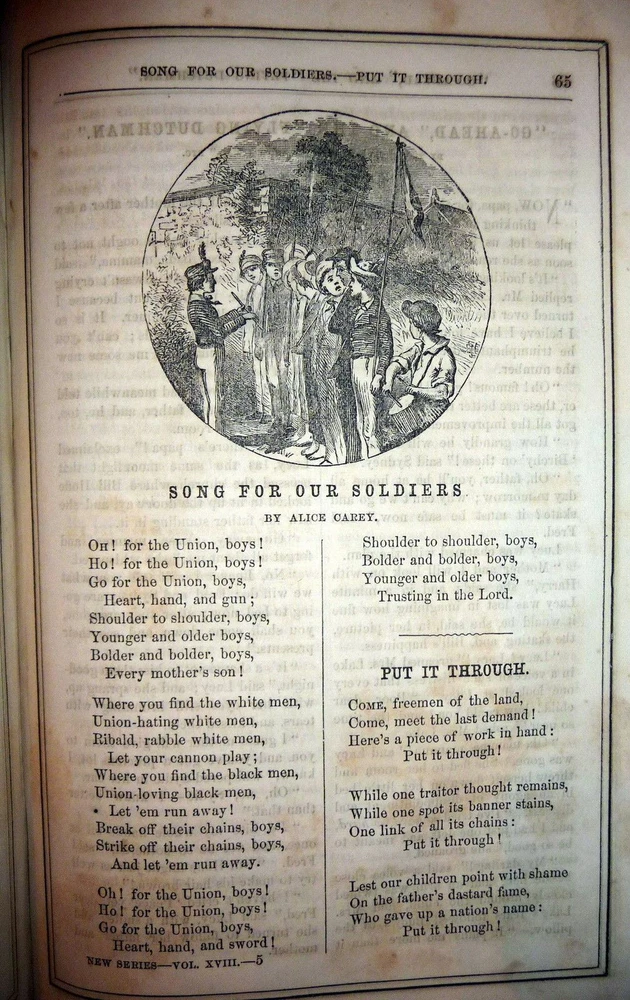 SONG FOR OUR SOLDIERS.—PUT IT THROUGH. 65
SONG FOR OUR SOLDIERS.
BY ALICE CAREY.
OH! for the Union, boys!
Ho! for the Union, boys!
Go for the Union, boys,
Heart, hand, and gun;
Shoulder to shoulder, boys,
Younger and older boys,
Bolder and bolder, boys,
Every mother's son!
Where you find the white men,
Union-hating white men,
Ribald, rabble white men,
Let your cannon play;
Where you find the black men,
Union-loving black men,
Let 'em run away!
Break off their chains, boys,
Strike off their chains, boys,
And let 'em run away.
Oh! for the Union, boys!
Ho! for the Union, boys!
Go for the Union, boys,
Heart, hand, and sword!
NEW SERIES—VOL. XVIII.—5
Shoulder to shoulder, boys,
Bolder and bolder, boys,
Younger and older boys,
Trusting in the Lord.
PUT IT THROUGH.
COME, freemen of the land,
Come, meet the last demand!
Here's a piece of work in hand:
Put it through!
While one traitor thought remains,
While one spot its banner stains,
One link of all its chains:
Put it through!
Lest our children point with shame
On the father's dastard fame,
Who gave up a nation's name:
Put it through!